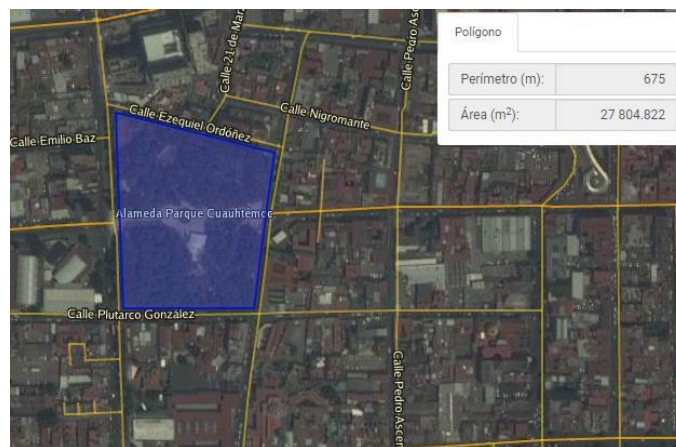 Polígono
Perímetro (m): 675
Área (m²): 27 804.822
Calle 21 de Mar
Calle Pedro Asc
Calle Ezequiel Ordóñez
Calle Nigromante
Calle Emilio Baz
Alameda Parque Cuauhtémoc
Calle Plutarco González
Calle Pedro Ascen